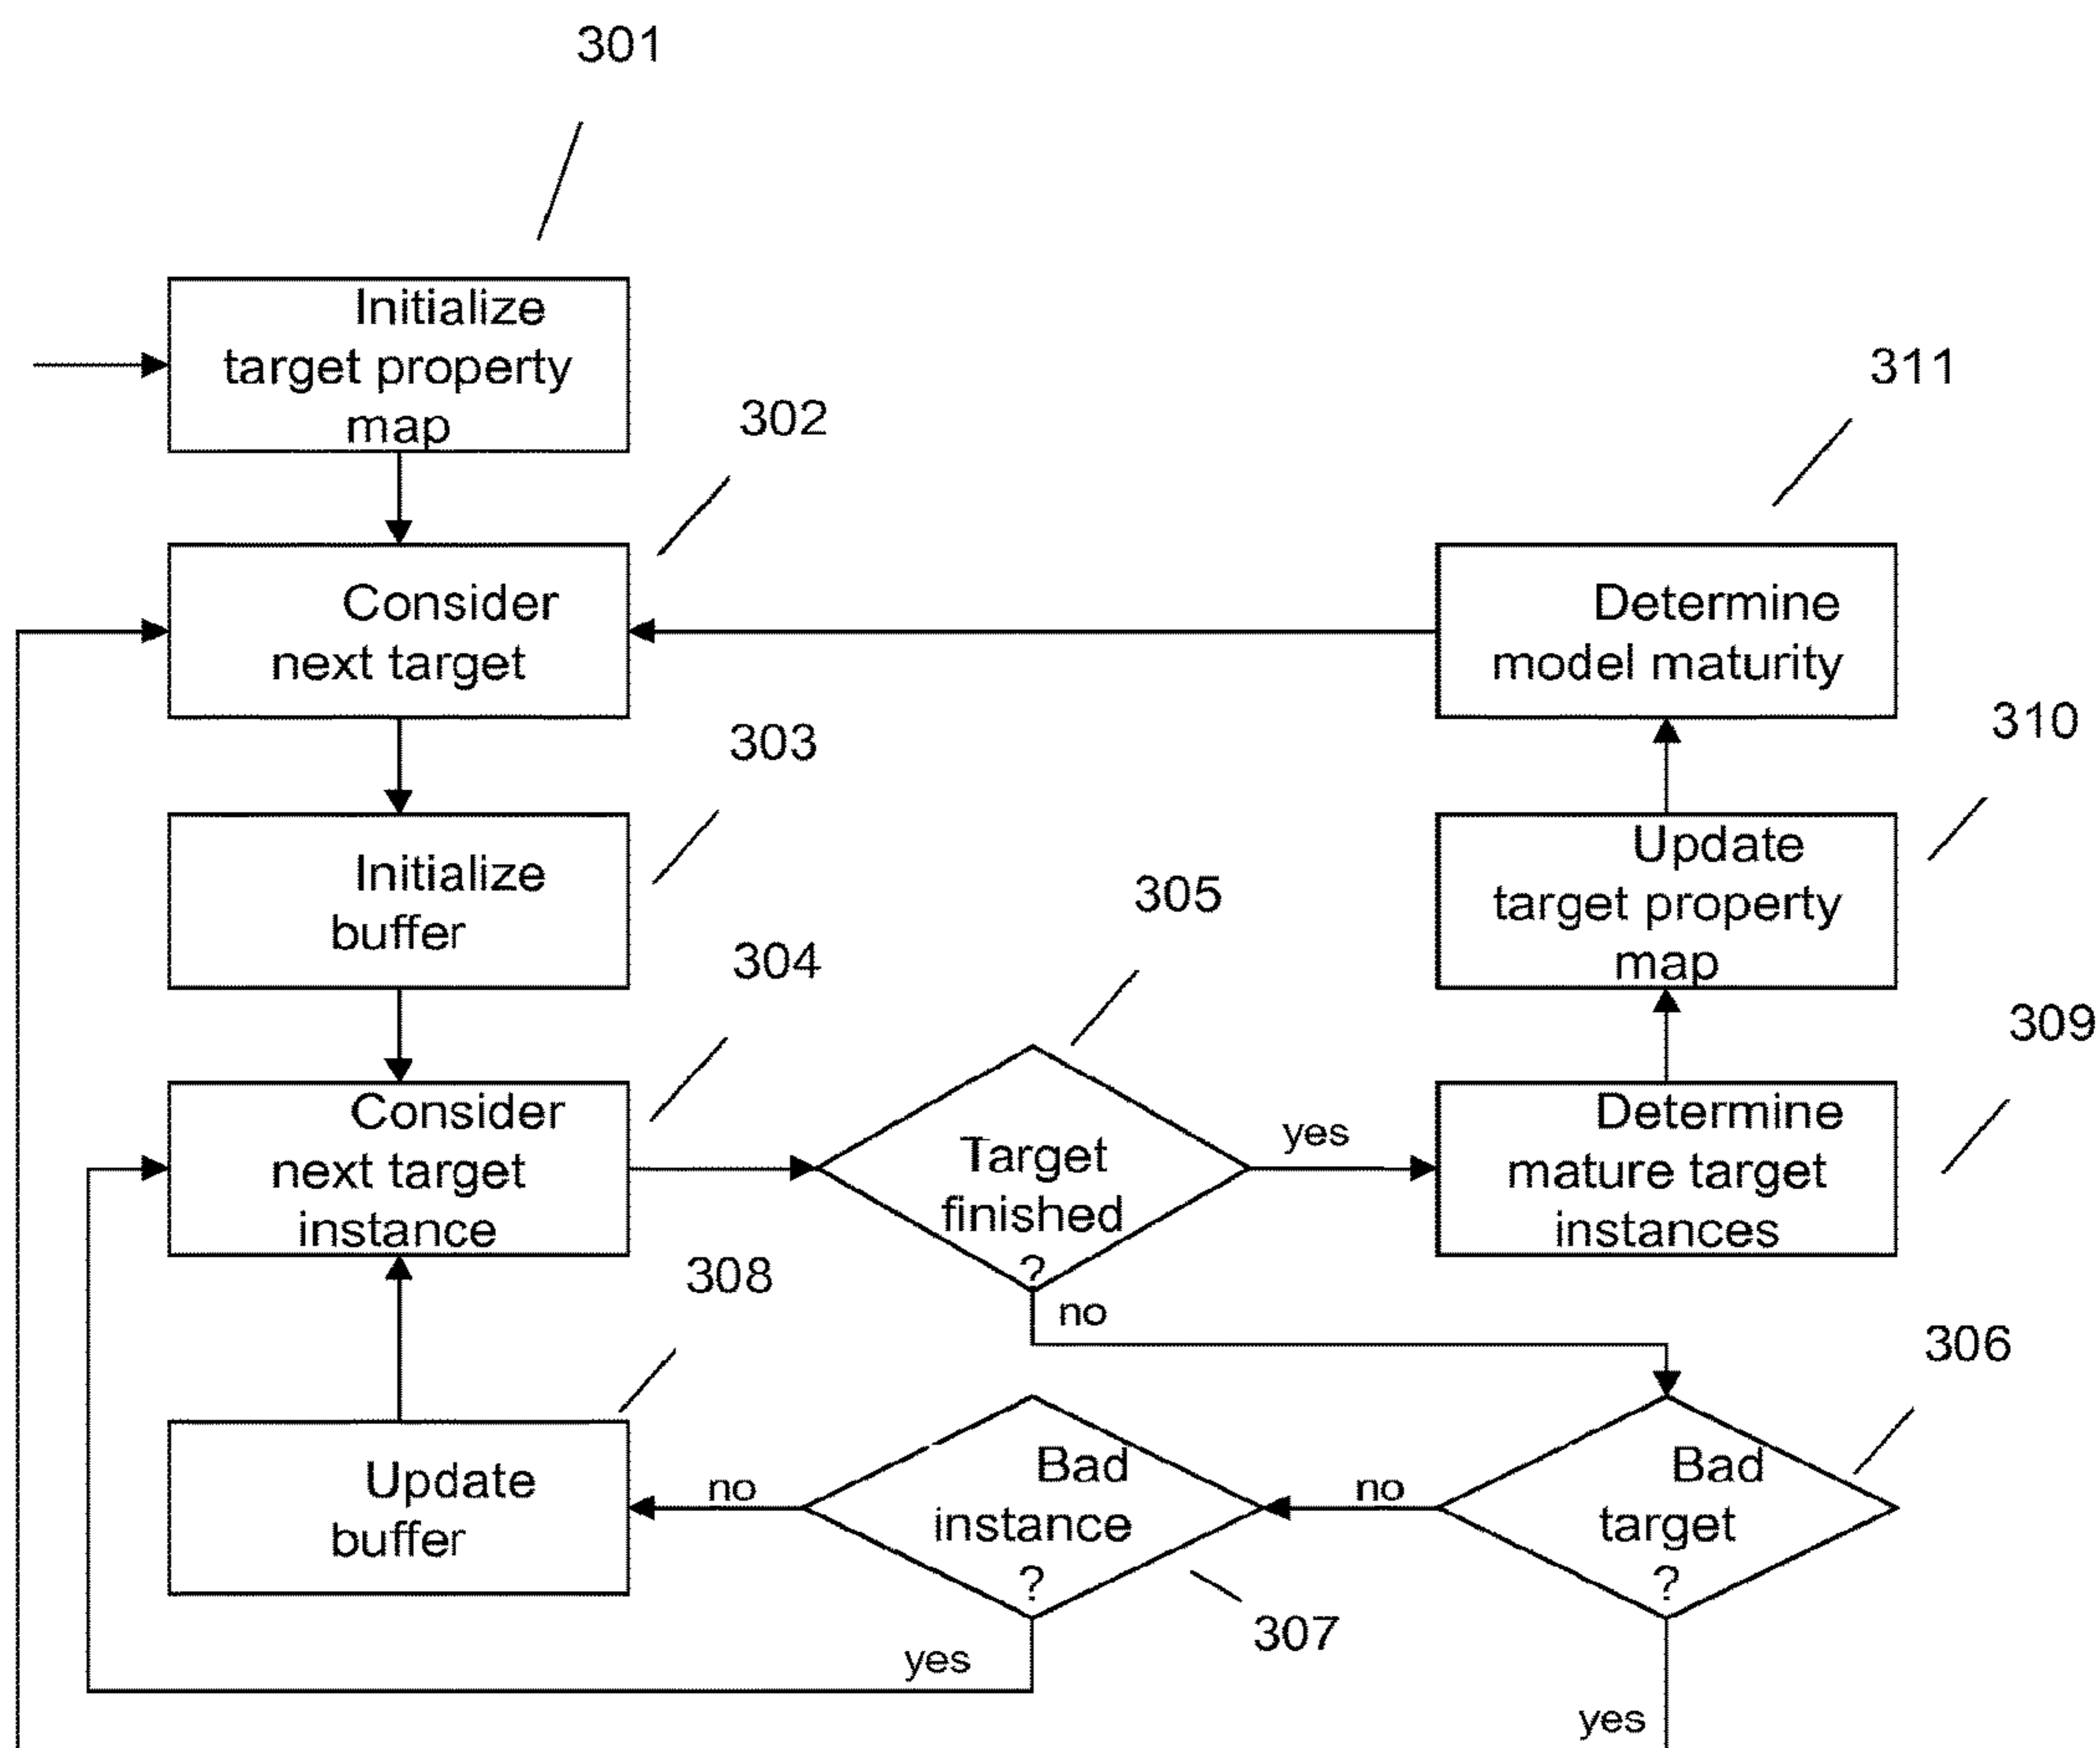 301
Initialize
target property
map
302
311
Consider
next target
Determine
model maturity
303
310
Initialize
buffer
Update
target property
map
304
305
309
Consider
next target
instance
Target
finished
?
yes
Determine
mature target
instances
no
308
306
Update
buffer
no
Bad
instance
?
no
Bad
target
?
307
yes
yes